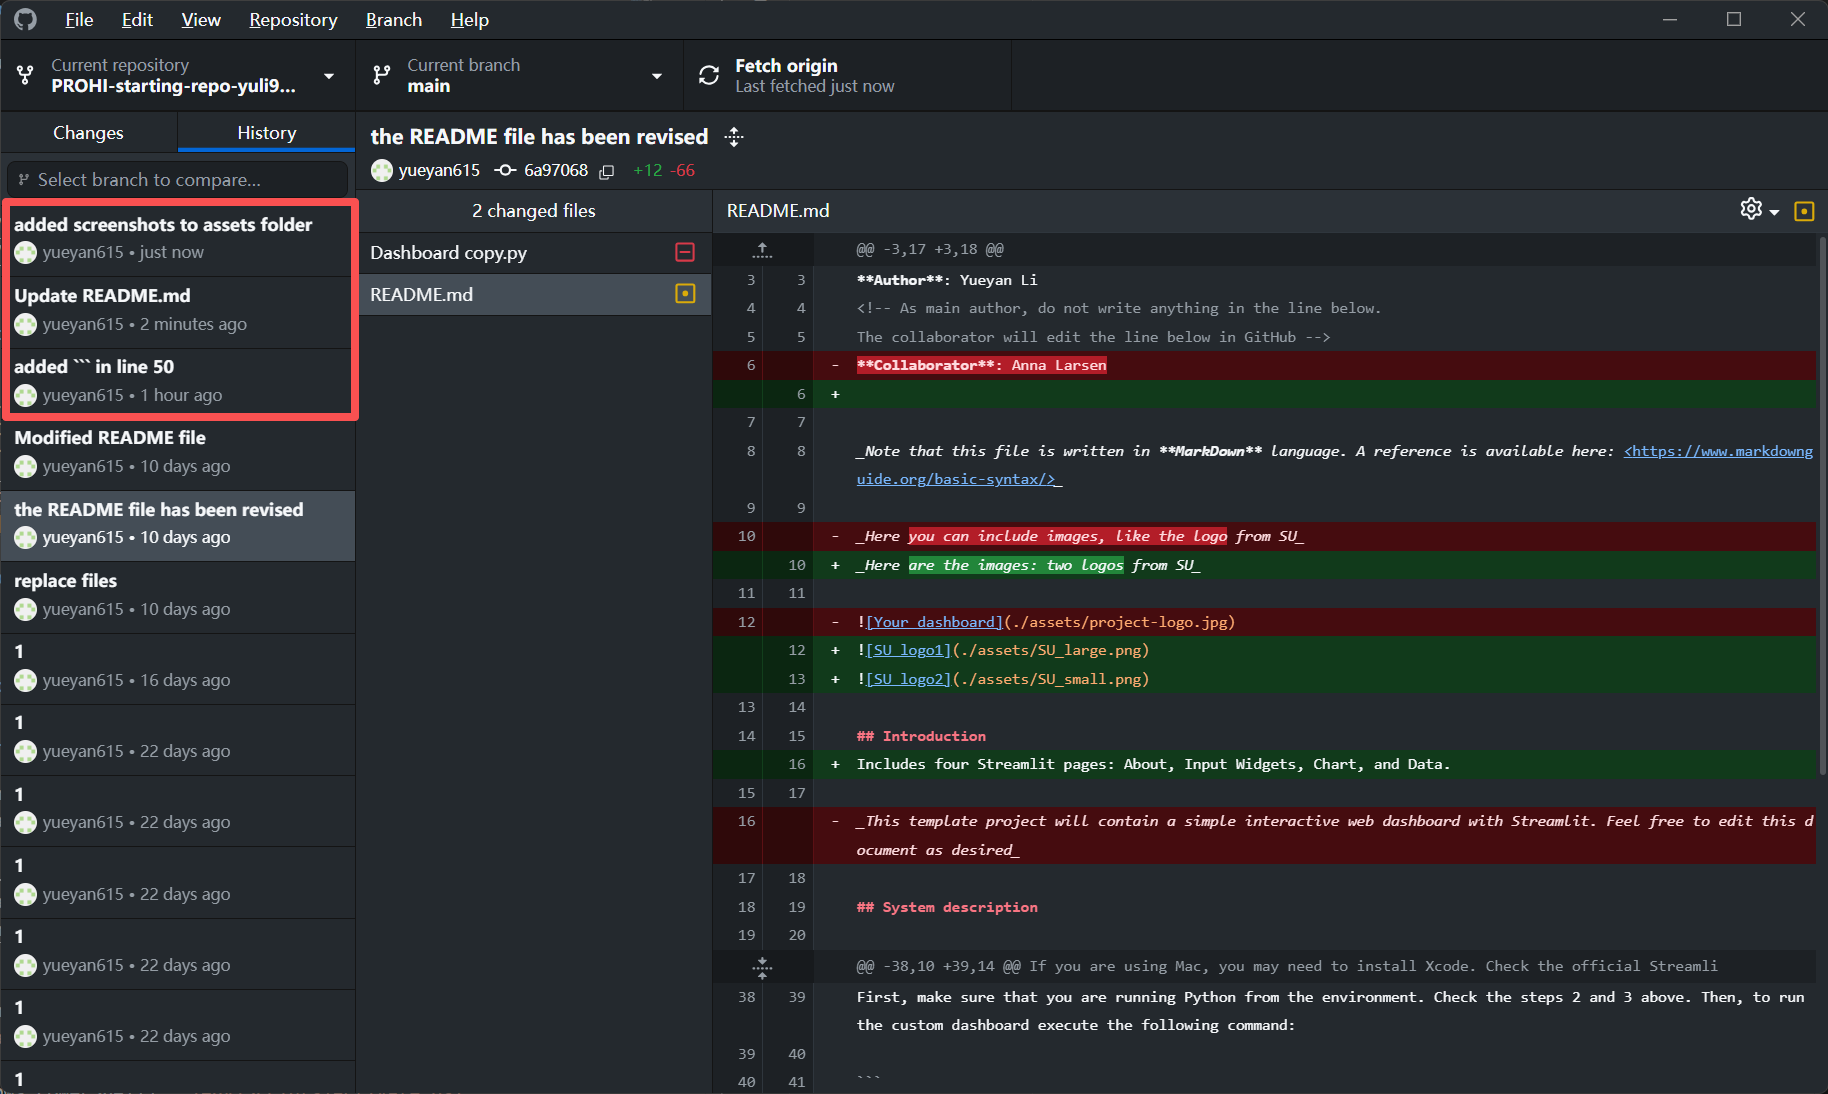 File Edit View Repository Branch Help
Current repository
PROHI-starting-repo-yuli9...
Current branch
main
Fetch origin
Last fetched just now
Changes
History
Select branch to compare...
added screenshots to assets folder
yueyan615 • just now
Update README.md
yueyan615 • 2 minutes ago
added ``` in line 50
yueyan615 • 1 hour ago
Modified README file
yueyan615 • 10 days ago
the README file has been revised
yueyan615 • 10 days ago
replace files
yueyan615 • 10 days ago
1
yueyan615 • 16 days ago
1
yueyan615 • 22 days ago
1
yueyan615 • 22 days ago
1
yueyan615 • 22 days ago
1
yueyan615 • 22 days ago
1
yueyan615 • 22 days ago
1
the README file has been revised
yueyan615 6a97068 +12 -66
2 changed files
Dashboard copy.py
README.md
README.md
@@ -3,17 +3,18 @@
3 3 **Author**: Yueyan Li
4 4 <!-- As main author, do not write anything in the line below.
5 5 The collaborator will edit the line below in GitHub -->
6 - **Collaborator**: Anna Larsen
6 +
7 7
8 8 _Note that this file is written in **MarkDown** language. A reference is available here: <https://www.markdowng
uide.org/basic-syntax/>_
9 9
10 - _Here you can include images, like the logo from SU_
10 + _Here are the images: two logos from SU_
11 11
12 - ![Your dashboard](./assets/project-logo.jpg)
12 + ![SU logo1](./assets/SU_large.png)
13 + ![SU logo2](./assets/SU_small.png)
13 14
14 15 ## Introduction
16 + Includes four Streamlit pages: About, Input Widgets, Chart, and Data.
15 17
16 - _This template project will contain a simple interactive web dashboard with Streamlit. Feel free to edit this d
ocument as desired_
17 18
18 19 ## System description
19 20
@@ -38,10 +39,14 @@ If you are using Mac, you may need to install Xcode. Check the official Streamli
38 39 First, make sure that you are running Python from the environment. Check the steps 2 and 3 above. Then, to run
the custom dashboard execute the following command:
39 40
40 41 ```